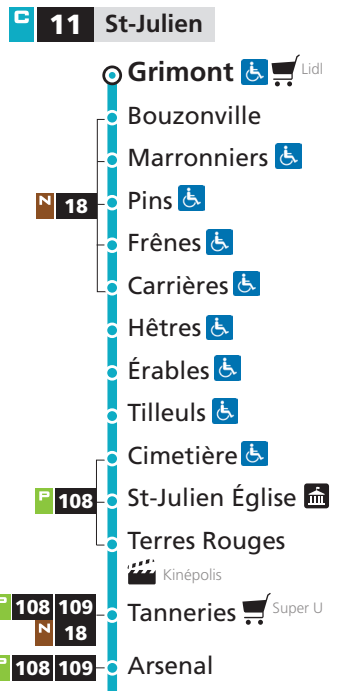 C 11 St-Julien
Grimont Lidl
Bouzonville
Marronniers
N 18 Pins
Frênes
Carrières
Hêtres
Érables
Tilleuls
Cimetière
P 108 St-Julien Église
Terres Rouges
Kinépolis
P 108 109
N 18
Tanneries Super U
P 108 109 Arsenal